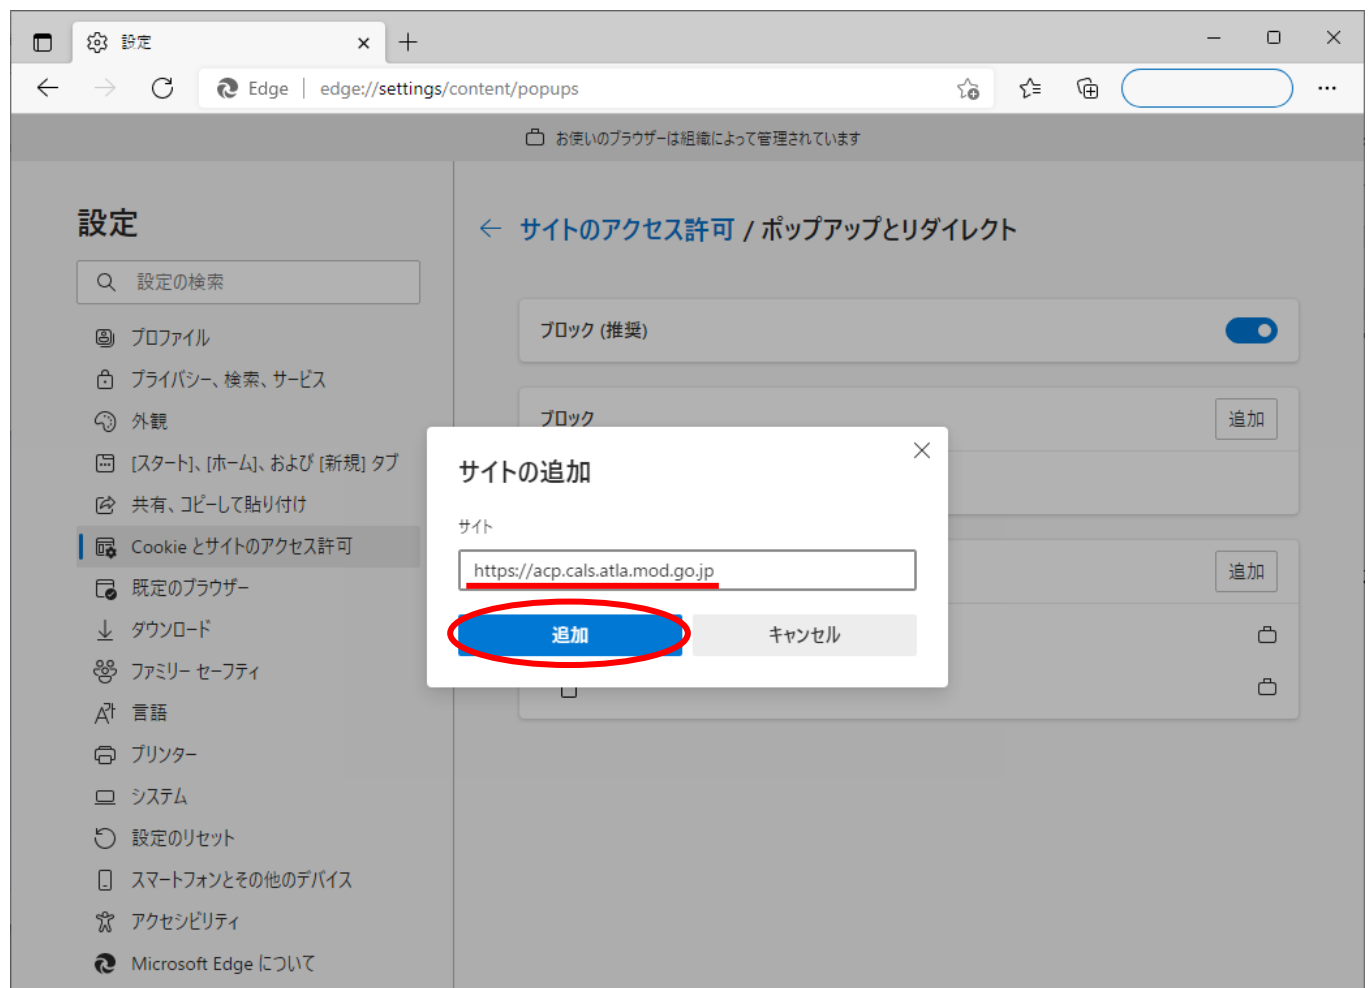 設定
Edge
edge://settings/content/popups
お使いのブラウザーは組織によって管理されています
設定
設定の検索
プロファイル
プライバシー、検索、サービス
外観
[スタート]、[ホーム]、および [新規] タブ
共有、コピーして貼り付け
Cookie とサイトのアクセス許可
既定のブラウザー
ダウンロード
ファミリー セーフティ
言語
プリンター
システム
設定のリセット
スマートフォンとその他のデバイス
アクセシビリティ
Microsoft Edge について
サイトのアクセス許可 / ポップアップとリダイレクト
ブロック (推奨)
ブロック
追加
追加
サイトの追加
サイト
https://acp.cals.atla.mod.go.jp
追加
キャンセル